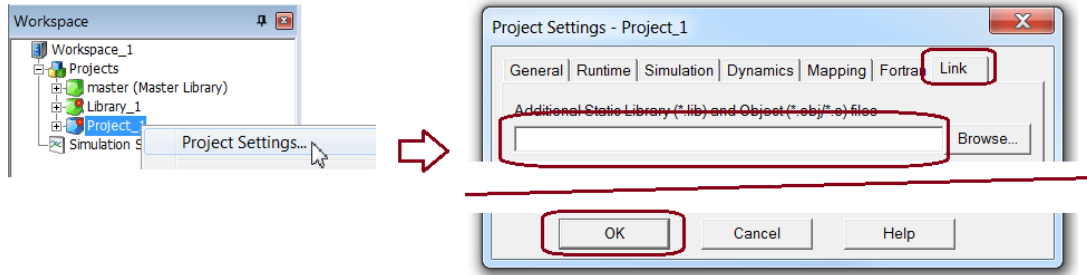 Workspace
Workspace_1
Projects
master (Master Library)
Library_1
Project_1
Simulation S
Project Settings...
Project Settings - Project_1
General Runtime Simulation Dynamics Mapping Fortran Link
Additional Static Library (*.lib) and Object (*.obj/*.o) files
Browse...
OK Cancel Help